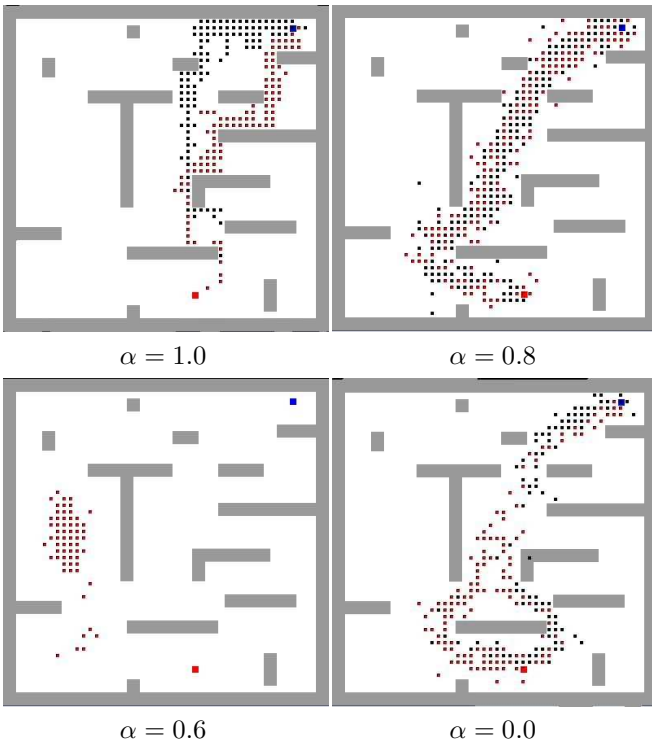 α = 1.0 α = 0.8
α = 0.6 α = 0.0